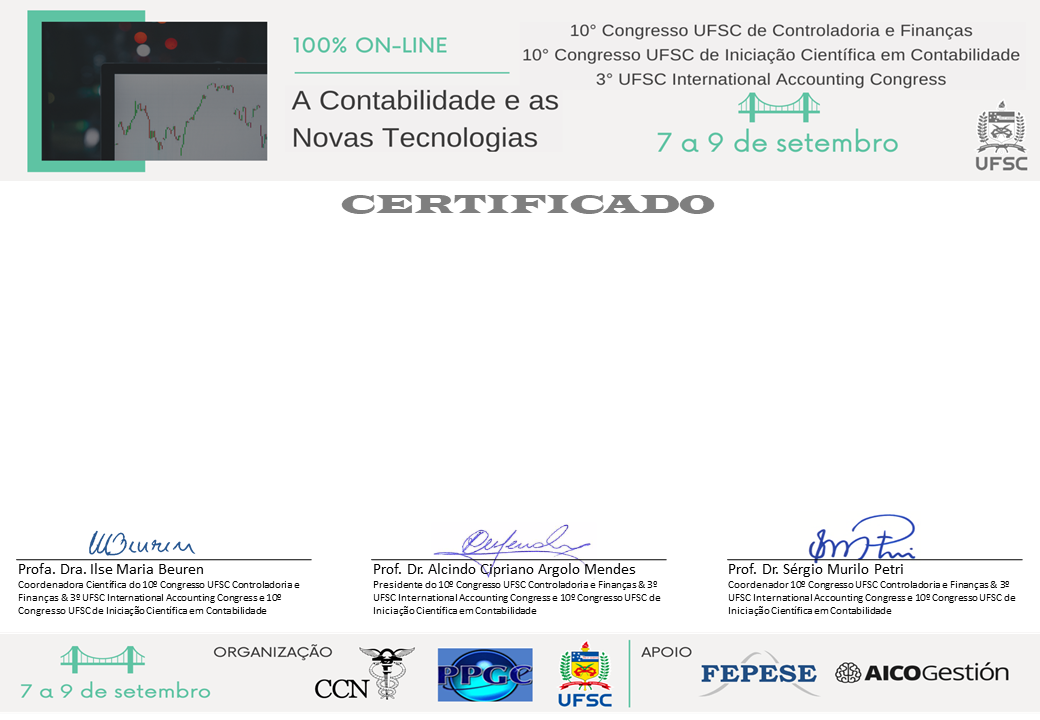 100% ON-LINE
A Contabilidade e as
Novas Tecnologias
10° Congresso UFSC de Controladoria e Finanças
10° Congresso UFSC de Iniciação Científica em Contabilidade
3° UFSC International Accounting Congress
7 a 9 de setembro
UFSC
CERTIFICADO
Profa. Dra. Ilse Maria Beuren
Coordenadora Científica do 10º Congresso UFSC Controladoria e
Finanças & 3º UFSC International Accounting Congress e 10º
Congresso UFSC de Iniciação Científica em Contabilidade
Prof. Dr. Alcindo Cipriano Argolo Mendes
Presidente do 10º Congresso UFSC Controladoria e Finanças & 3º
UFSC International Accounting Congress e 10º Congresso UFSC de
Iniciação Científica em Contabilidade
Prof. Dr. Sérgio Murilo Petri
Coordenador 10º Congresso UFSC Controladoria e Finanças & 3º
UFSC International Accounting Congress e 10º Congresso UFSC de
Iniciação Científica em Contabilidade
7 a 9 de setembro
ORGANIZAÇÃO
CCN
PPGC
UFSC
APOIO
FEPESE
AICOGestión